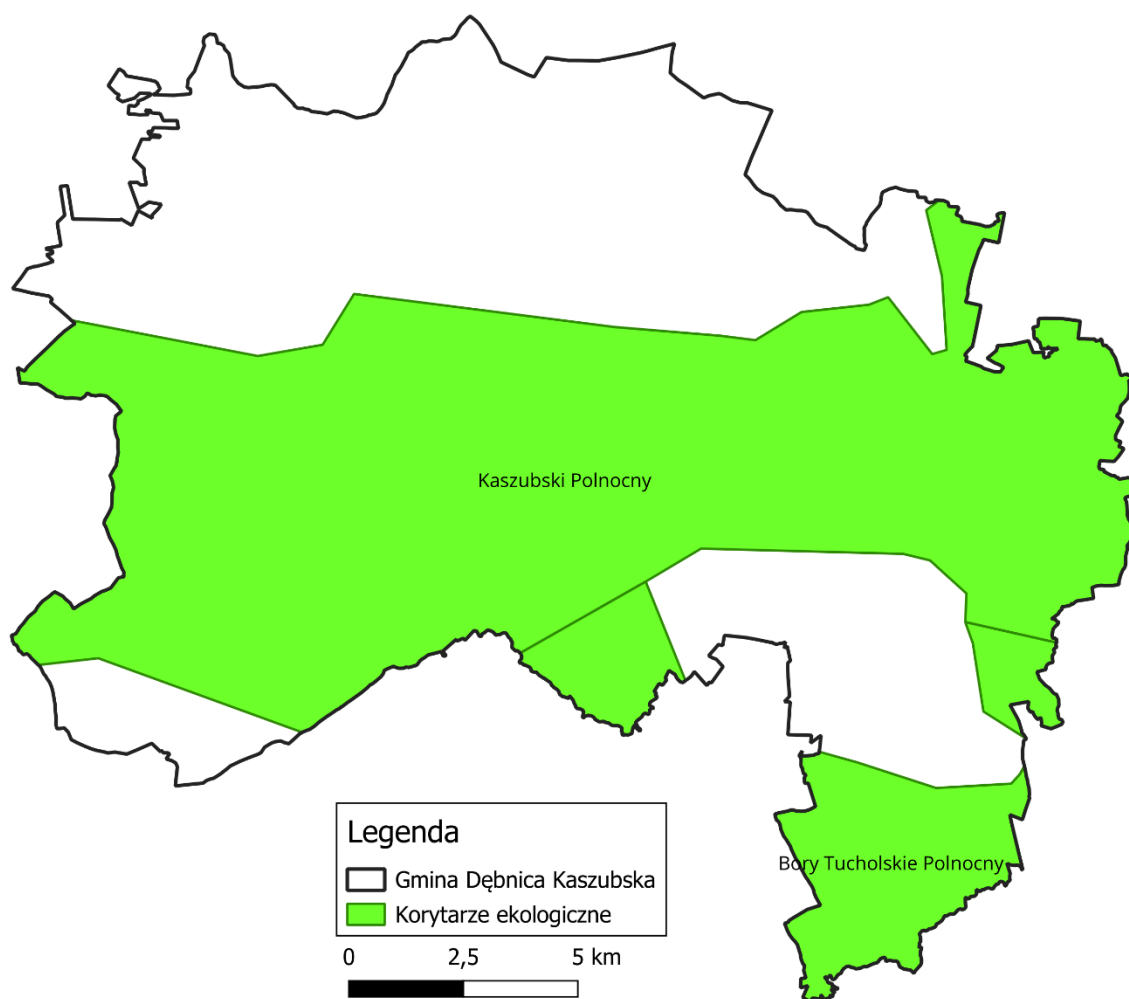 Kaszubski Polnocny
Legenda
Gmina Dębnica Kaszubska
Korytarze ekologiczne
Bory Tucholskie Polnocny
0 2,5 5 km